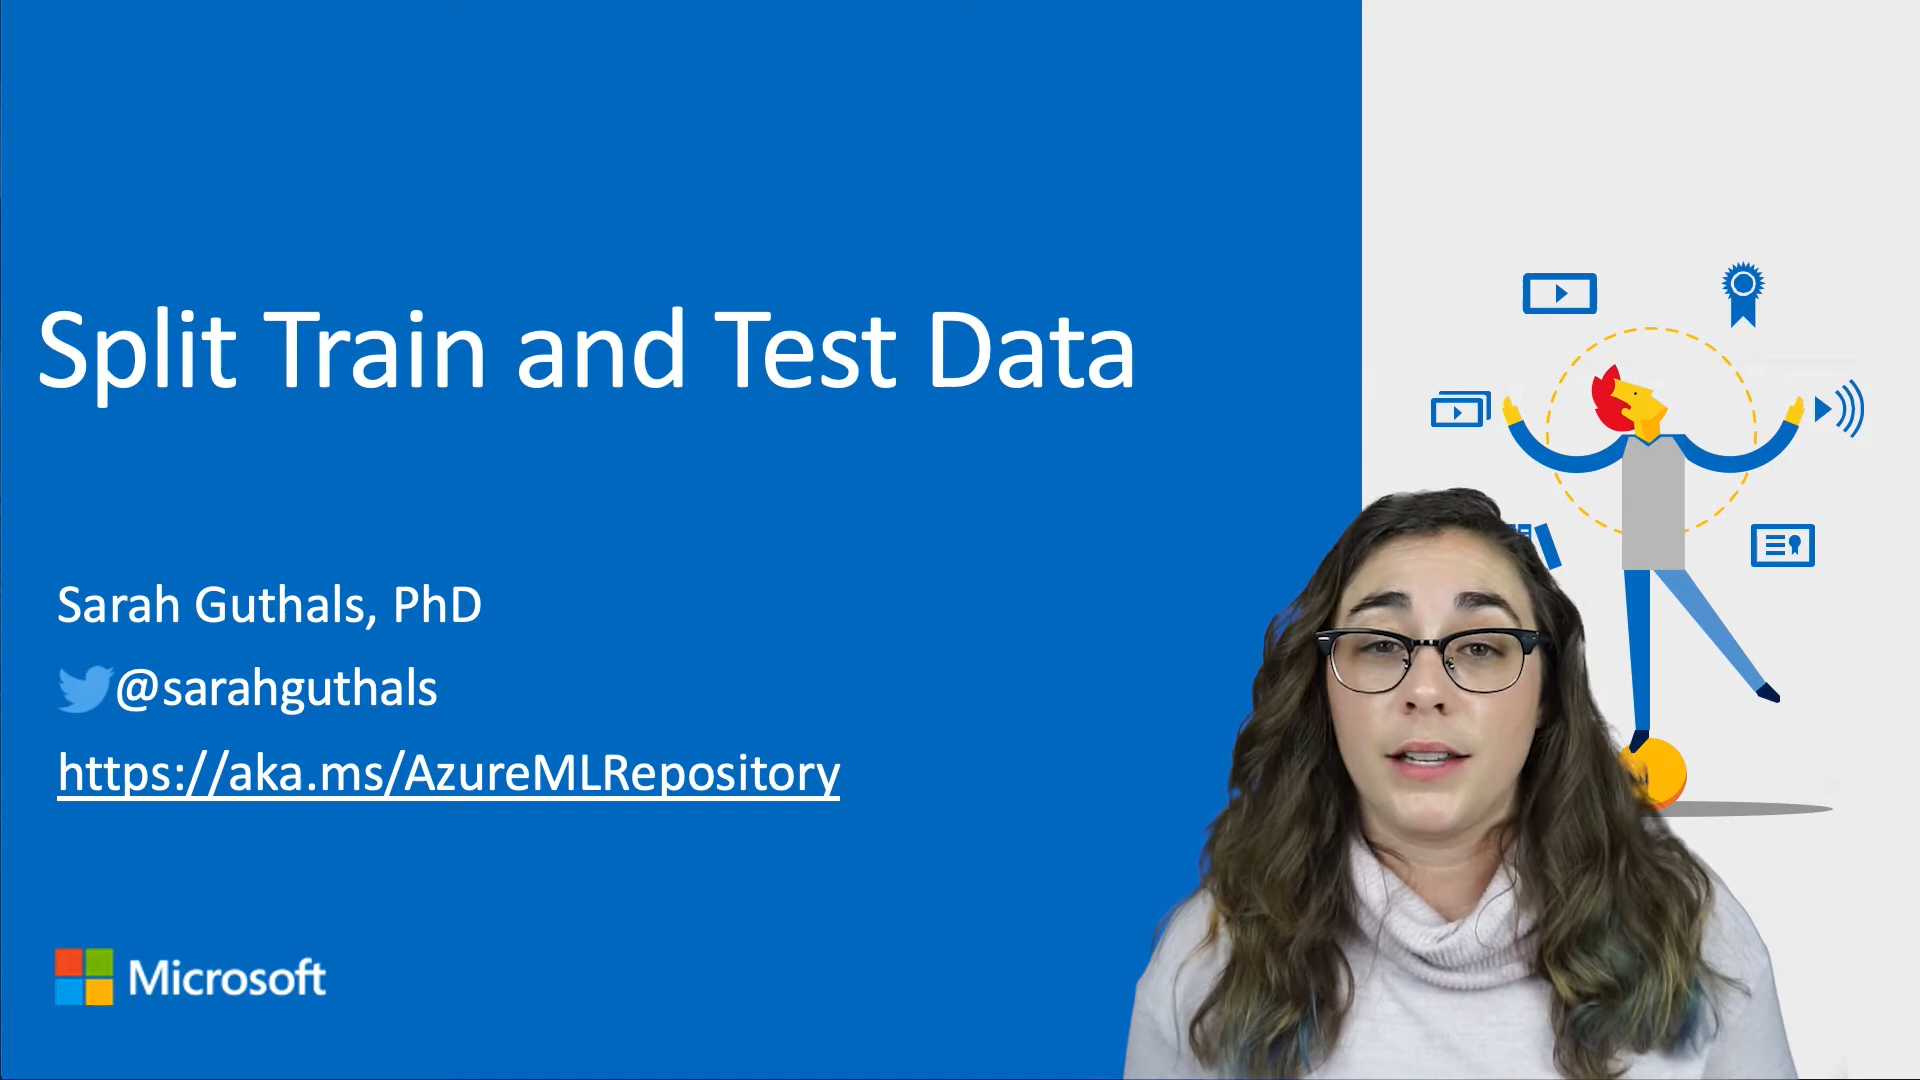 Split Train and Test Data
Sarah Guthals, PhD
@sarahguthals
https://aka.ms/AzureMLRepository
Microsoft